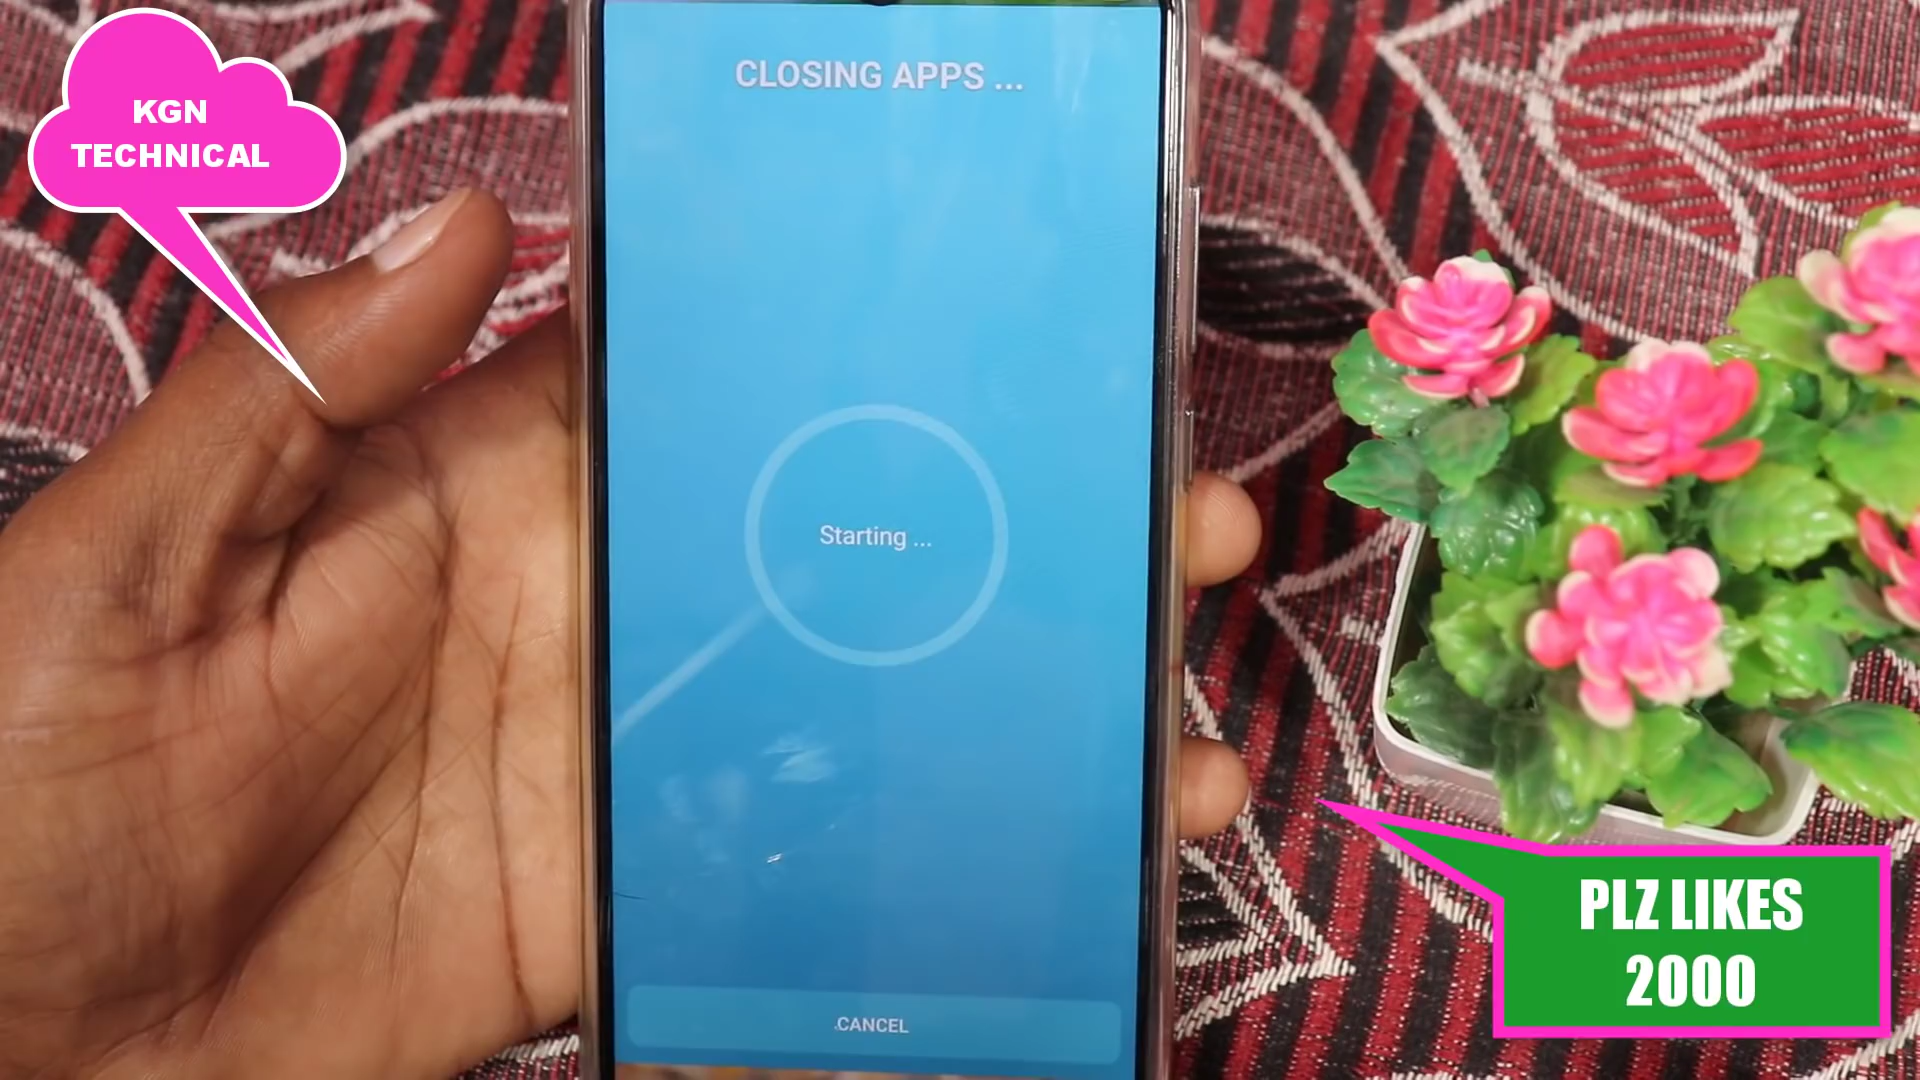 KGN
TECHNICAL
CLOSING APPS ...
Starting ...
CANCEL
PLZ LIKES
2000